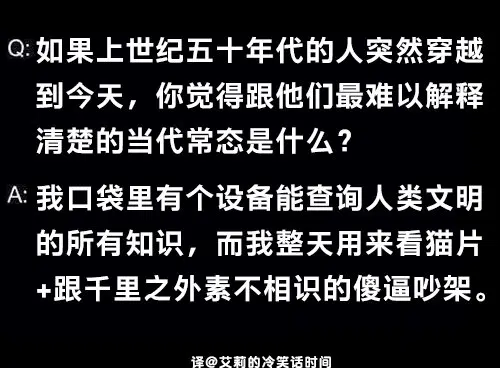 Q: 如果上世纪五十年代的人突然穿越
到今天，你觉得跟他们最难以解释
清楚的当代常态是什么？
A: 我口袋里有个设备能查询人类文明
的所有知识，而我整天用来看猫片
+跟千里之外素不相识的傻逼吵架。
译@艾莉的冷笑话时间